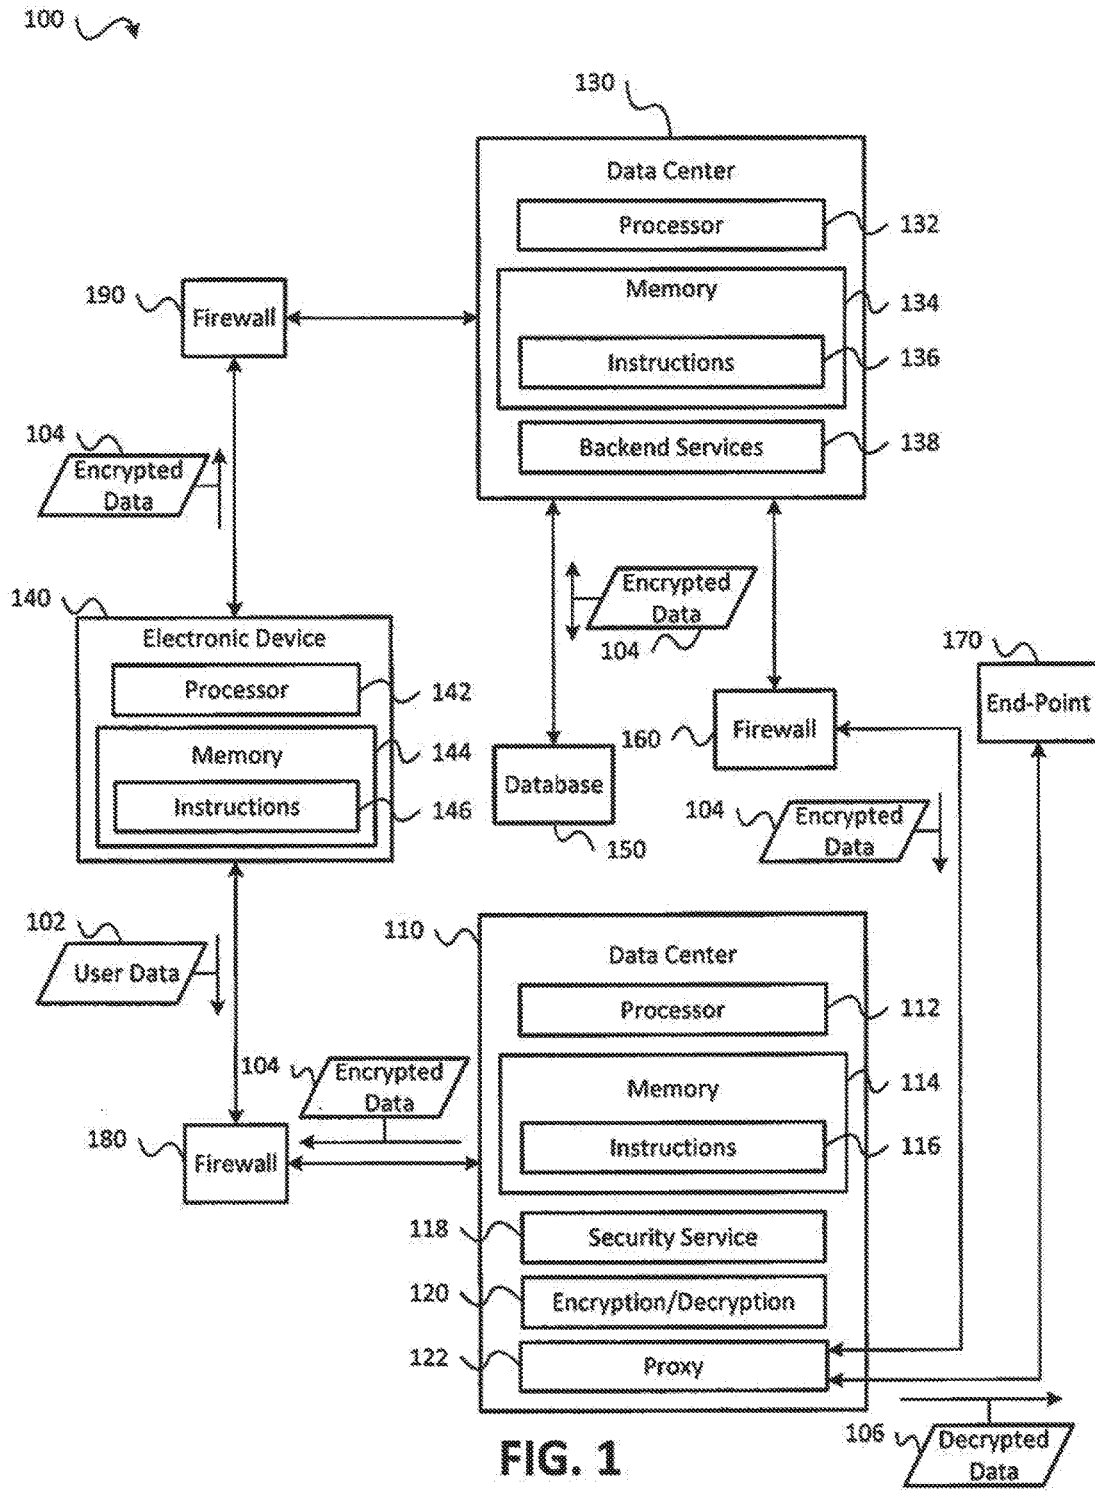 100
130
Data Center
Processor
132
Memory
134
Instructions
136
Backend Services
138
190
Firewall
104
Encrypted
Data
140
Electronic Device
Processor
142
Memory
144
Instructions
146
Encrypted
Data
104
170
End-Point
160
Firewall
Database
150
104
Encrypted
Data
102
User Data
110
Data Center
Processor
112
Memory
114
Instructions
116
104
Encrypted
Data
180
Firewall
118
Security Service
120
Encryption/Decryption
122
Proxy
106
Decrypted
Data
FIG. 1